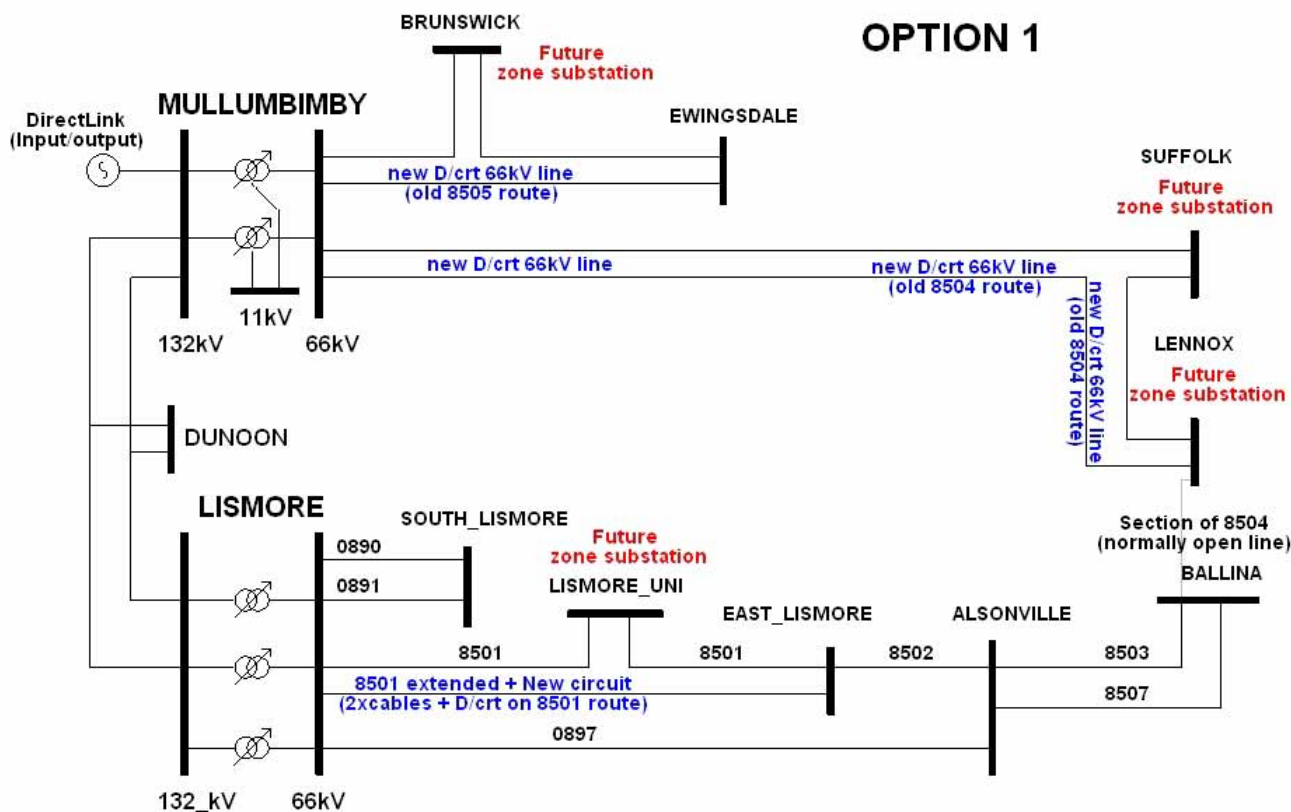 BRUNSWICK
OPTION 1
Future
zone substation
MULLUMBIMBY
DirectLink
(Input/output)
EWINGSDALE
new D/crt 66kV line
(old 8505 route)
SUFFOLK
Future
zone substation
new D/crt 66kV line
new D/crt 66kV line
(old 8504 route)
new D/crt 66kV line
(old 8504 route)
11kV
132kV
66kV
LENNOX
Future
zone substation
DUNOON
LISMORE
SOUTH_LISMORE
0890
0891
Future
zone substation
LISMORE_UNI
Section of 8504
(normally open line)
BALLINA
EAST_LISMORE
ALSONVILLE
8501
8501
8502
8503
8501 extended + New circuit
(2xcables + D/crt on 8501 route)
8507
0897
132_kV
66kV